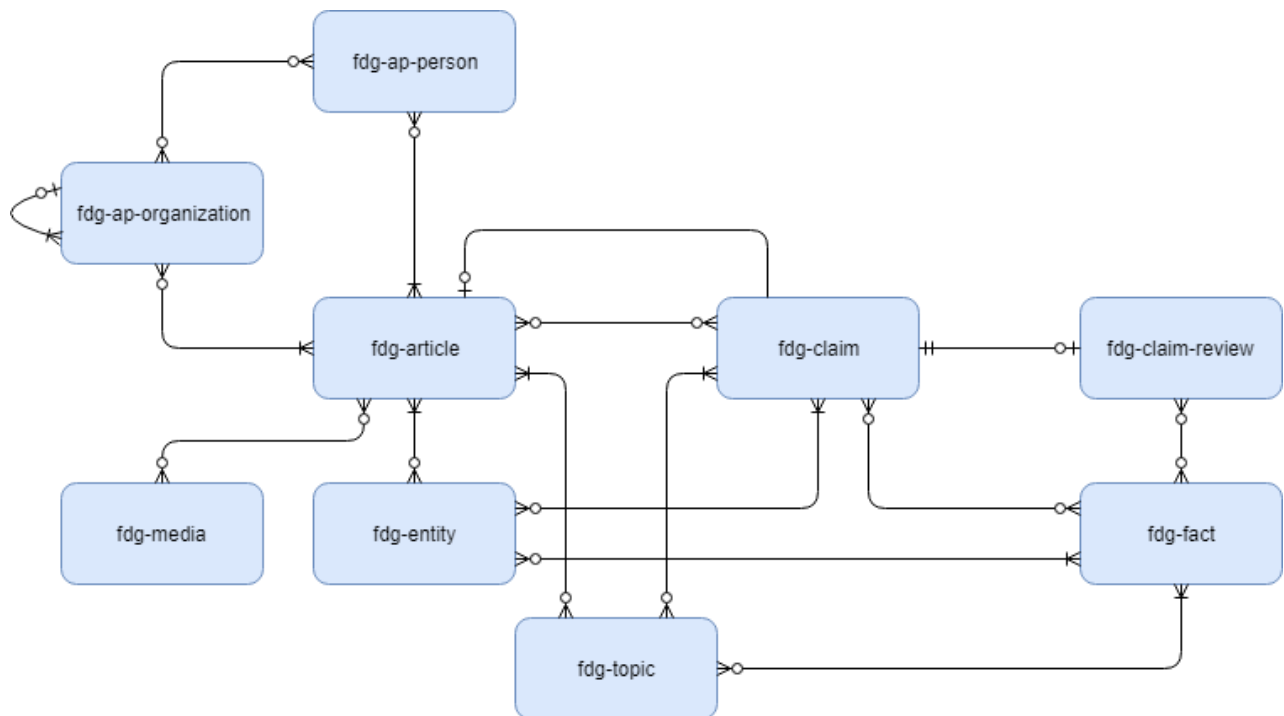 fdg-ap-person
fdg-ap-organization
fdg-article
fdg-claim
fdg-claim-review
fdg-media
fdg-entity
fdg-fact
fdg-topic